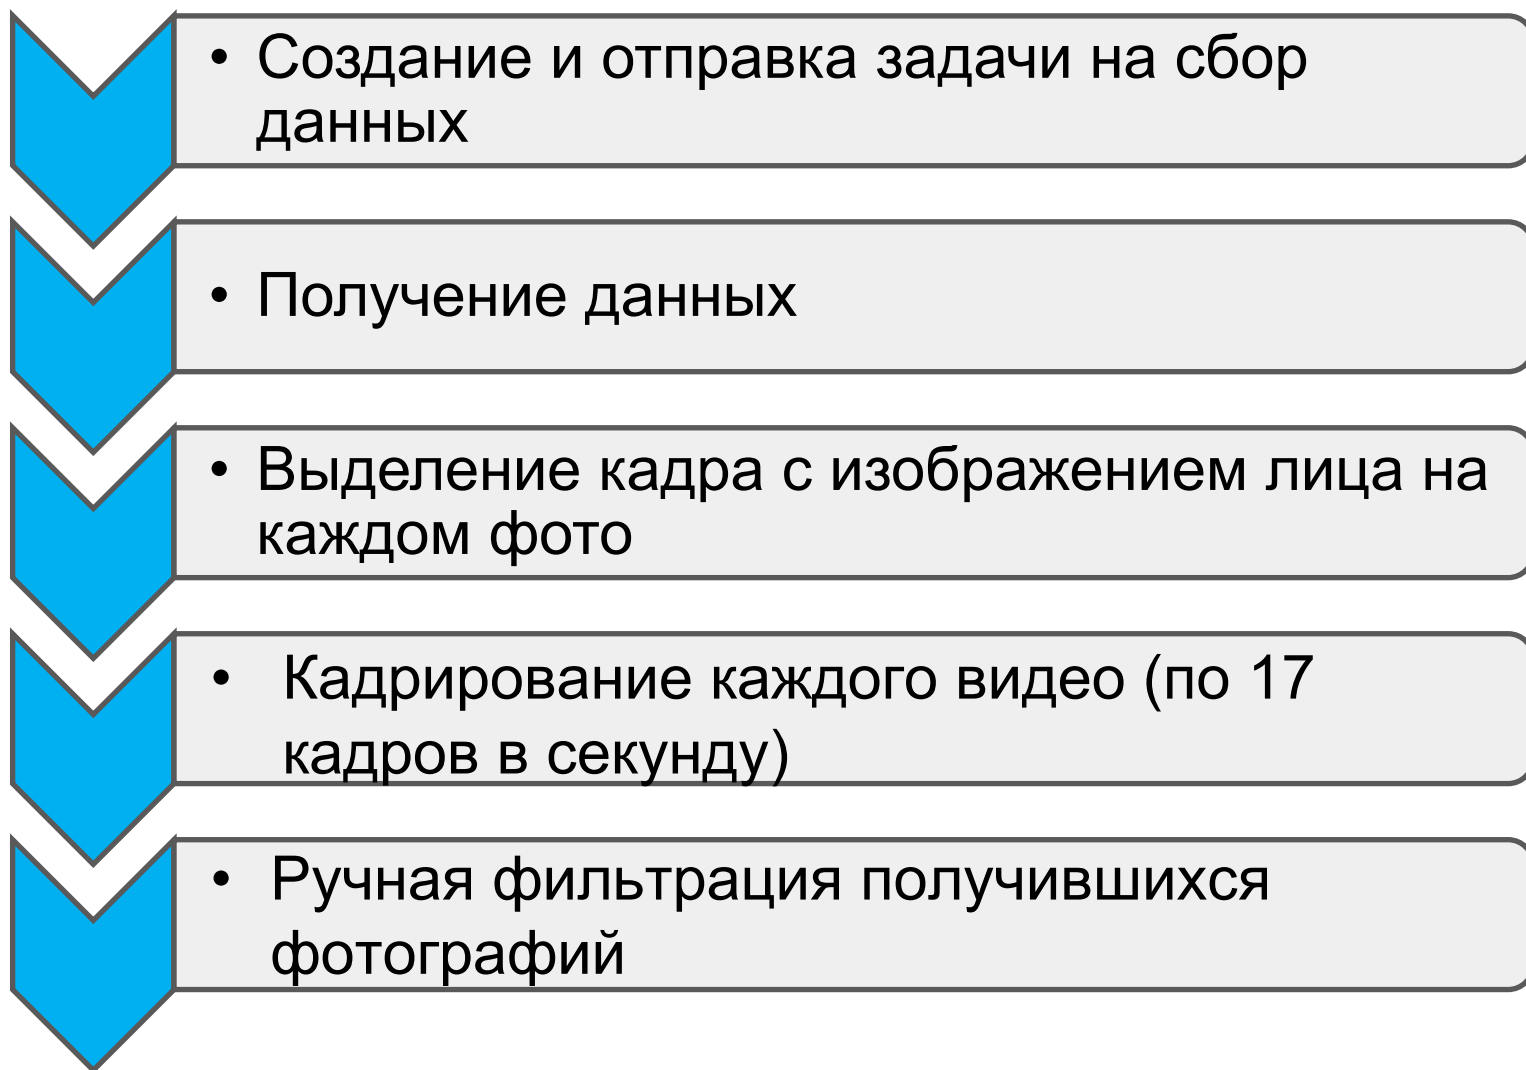 • Создание и отправка задачи на сбор
данных
• Получение данных
• Выделение кадра с изображением лица на
каждом фото
• Кадрирование каждого видео (по 17
кадров в секунду)
• Ручная фильтрация получившихся
фотографий